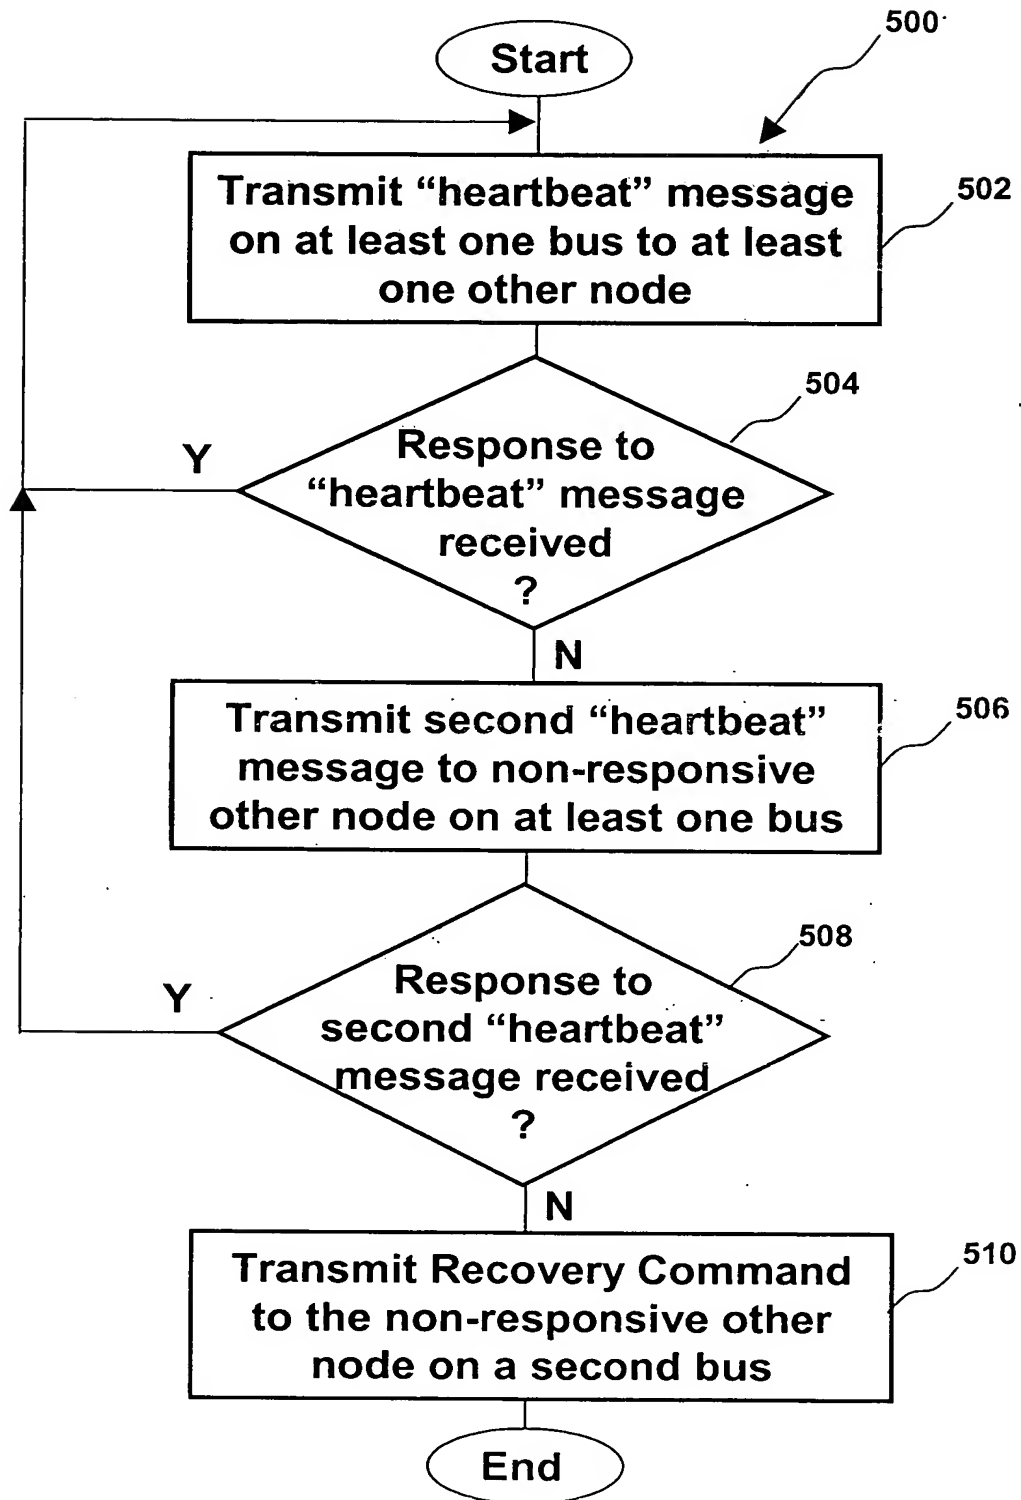 500
Start
Transmit “heartbeat” message
on at least one bus to at least
one other node
502
504
Response to
“heartbeat” message
received
?
Y
N
Transmit second “heartbeat”
message to non-responsive
other node on at least one bus
506
508
Response to
second “heartbeat”
message received
?
Y
N
Transmit Recovery Command
to the non-responsive other
node on a second bus
510
End